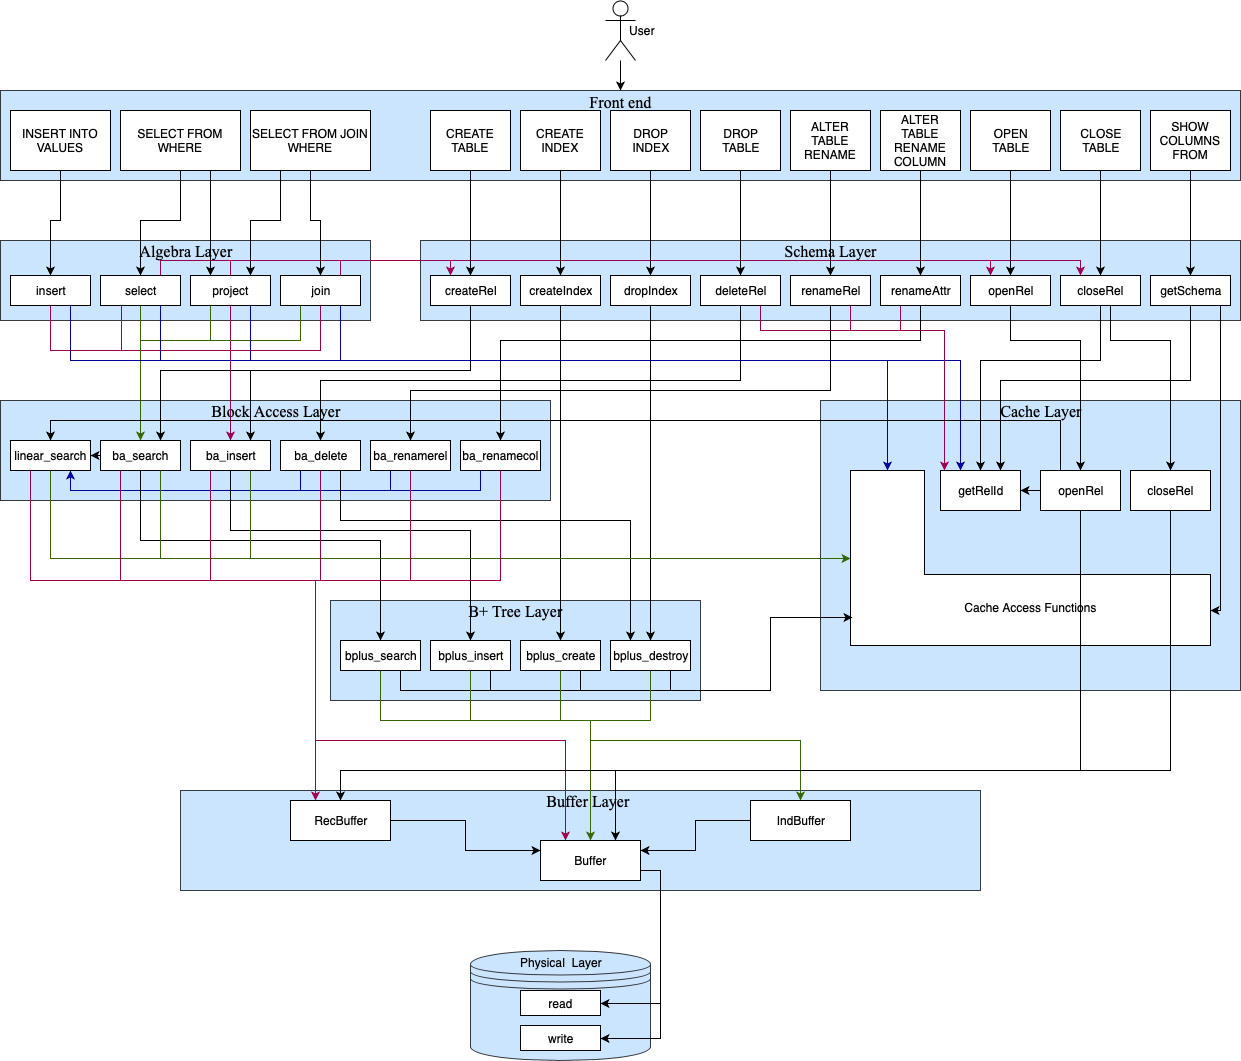 User
Front end
INSERT INTO
VALUES
SELECT FROM
WHERE
SELECT FROM JOIN
WHERE
CREATE
TABLE
CREATE
INDEX
DROP
INDEX
DROP
TABLE
ALTER
TABLE
RENAME
ALTER
TABLE
RENAME
COLUMN
OPEN
TABLE
CLOSE
TABLE
SHOW
COLUMNS
FROM
Algebra Layer
insert
select
project
join
Schema Layer
createRel
createIndex
dropIndex
deleteRel
renameRel
renameAttr
openRel
closeRel
getSchema
Block Access Layer
linear_search
ba_search
ba_insert
ba_delete
ba_renamerel
ba_renamecol
Cache Layer
getRelId
openRel
closeRel
Cache Access Functions
B+ Tree Layer
bplus_search
bplus_insert
bplus_create
bplus_destroy
Buffer Layer
RecBuffer
IndBuffer
Buffer
Physical Layer
read
write